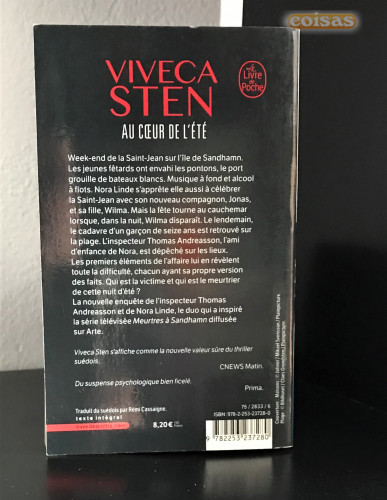 coisas
VIVECA
STEN
Le Livre
de
Poche
AU CŒUR DE L'ÉTÉ
Week-end de la Saint-Jean sur l'île de Sandhamn.
Les jeunes fêtards ont envahi les pontons, le port
grouille de bateaux blancs. Musique à fond et alcool
à flots. Nora Linde s'apprête elle aussi à célébrer
la Saint-Jean avec son nouveau compagnon, Jonas,
et sa fille, Wilma. Mais la fête tourne au cauchemar
lorsque, dans la nuit, Wilma disparaît. Le lendemain,
le cadavre d'un garçon de seize ans est retrouvé sur
la plage. L'inspecteur Thomas Andreasson, l'ami
d'enfance de Nora, est dépêché sur les lieux.
Les premiers éléments de l'affaire lui en révèlent
toute la difficulté, chacun ayant sa propre version
des faits. Qui est la victime et qui est le meurtrier
de cette nuit d'été ?
La nouvelle enquête de l'inspecteur Thomas
Andreasson et de Nora Linde, le duo qui a inspiré
la série télévisée Meurtres à Sandhamn diffusée
sur Arte.
Viveca Sten s'affiche comme la nouvelle valeur sûre du thriller
suédois.
CNEWS Matin.
Du suspense psychologique bien ficelé.
Prima.
Traduit du suédois par Rémi Cassaigne.
texte intégral
8,20 €
75 / 2633 / 6
ISBN : 978-2-253-23728-0
9 782253 237280